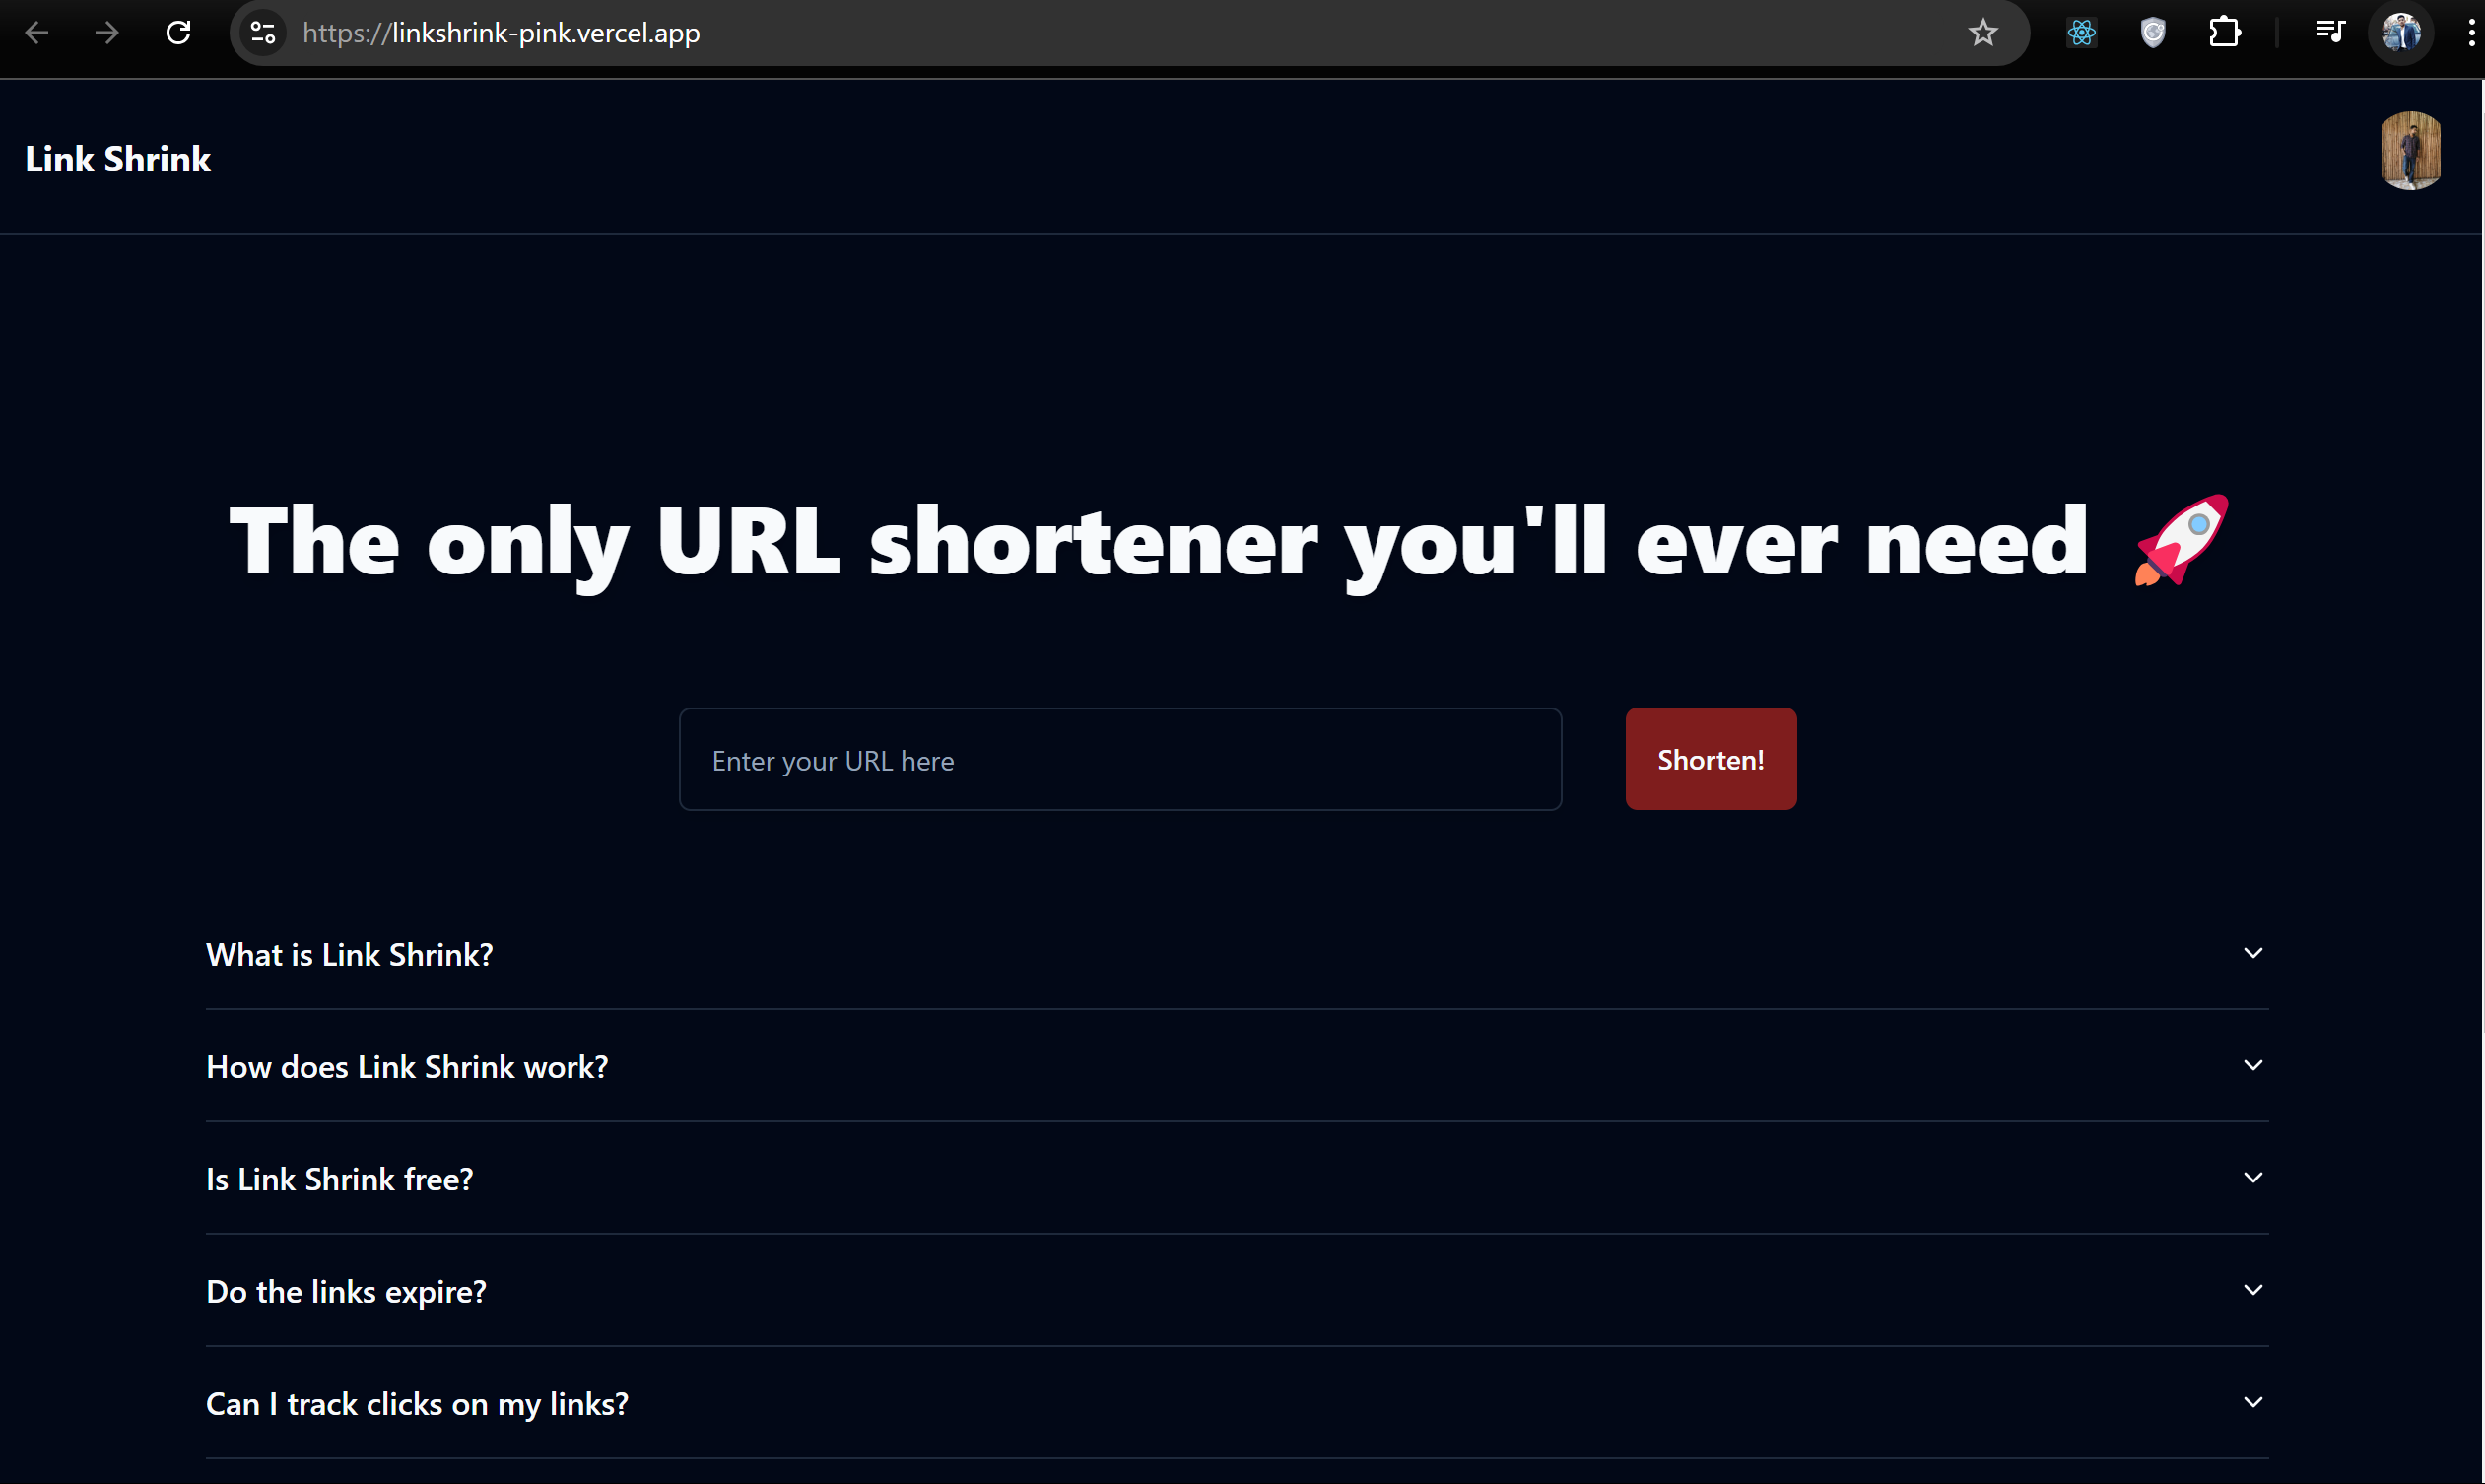 https://linkshrink-pink.vercel.app
Link Shrink
The only URL shortener you'll ever need 🚀
Enter your URL here
Shorten!
What is Link Shrink?
How does Link Shrink work?
Is Link Shrink free?
Do the links expire?
Can I track clicks on my links?